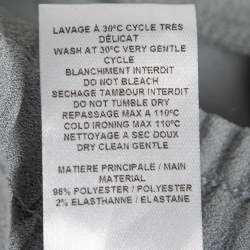 LAVAGE À 30°C CYCLE TRÈS
DÉLICAT
WASH AT 30°C VERY GENTLE
CYCLE
BLANCHIMENT INTERDIT
DO NOT BLEACH
SECHAGE TAMBOUR INTERDIT
DO NOT TUMBLE DRY
REPASSAGE MAX A 110°C
COLD IRONING MAX 110°C
NETTOYAGE A SEC DOUX
DRY CLEAN GENTLE
MATIÈRE PRINCIPALE / MAIN
MATERIAL
98% POLYESTER / POLYESTER
2% ELASTHANNE / ELASTANE